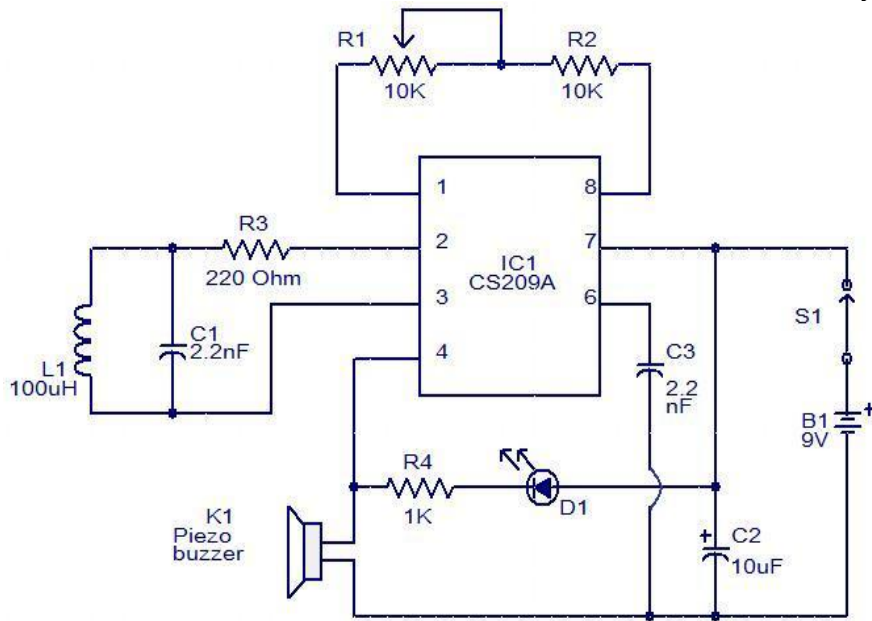 R1
10K
R2
10K
1
8
R3
220 Ohm
2
7
IC1
CS209A
3
6
4
L1
100uH
C1
2.2nF
C3
2.2
nF
S1
B1
+
9V
R4
1K
D1
K1
Piezo
buzzer
+
C2
10uF